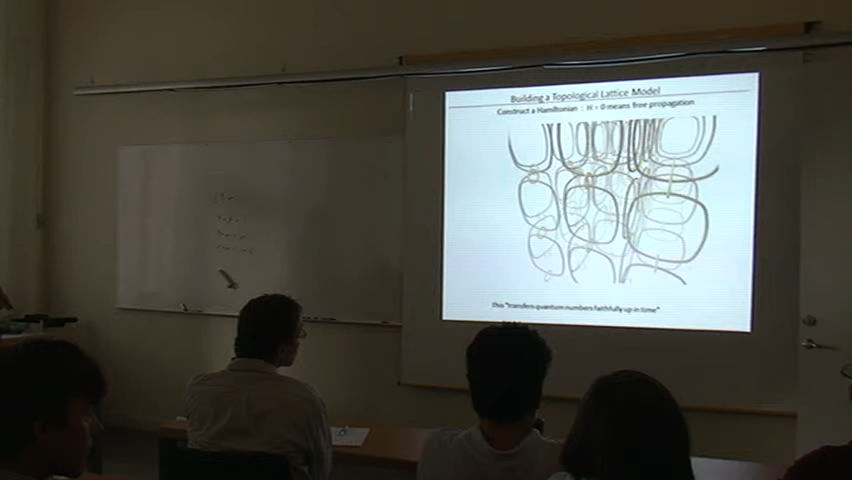 Building a Topological Lattice Model
Construct a Hamiltonian : H = 0 means free propagation
This "transfers quantum numbers faithfully up in time"